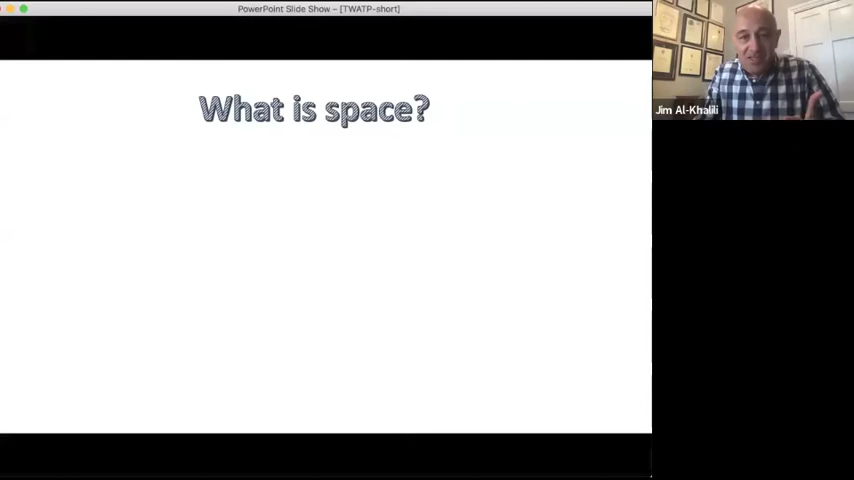 PowerPoint Slide Show – [TWATP-short]
What is space?
Jim Al-Khalili